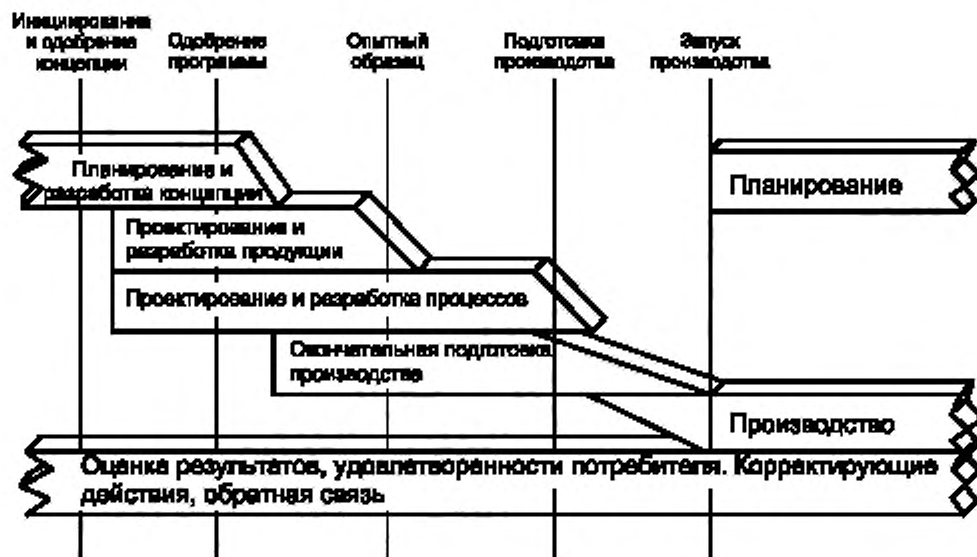 Инициирование
и одобрение
концепции
Одобрение
программы
Опытный
образец
Подготовка
производства
Запуск
производства
Планирование и
разработка концепции
Планирование
Проектирование и
разработка продукции
Проектирование и разработка процессов
Окончательная подготовка
производства
Производство
Оценка результатов, удовлетворенности потребителя. Корректирующие
действия, обратная связь